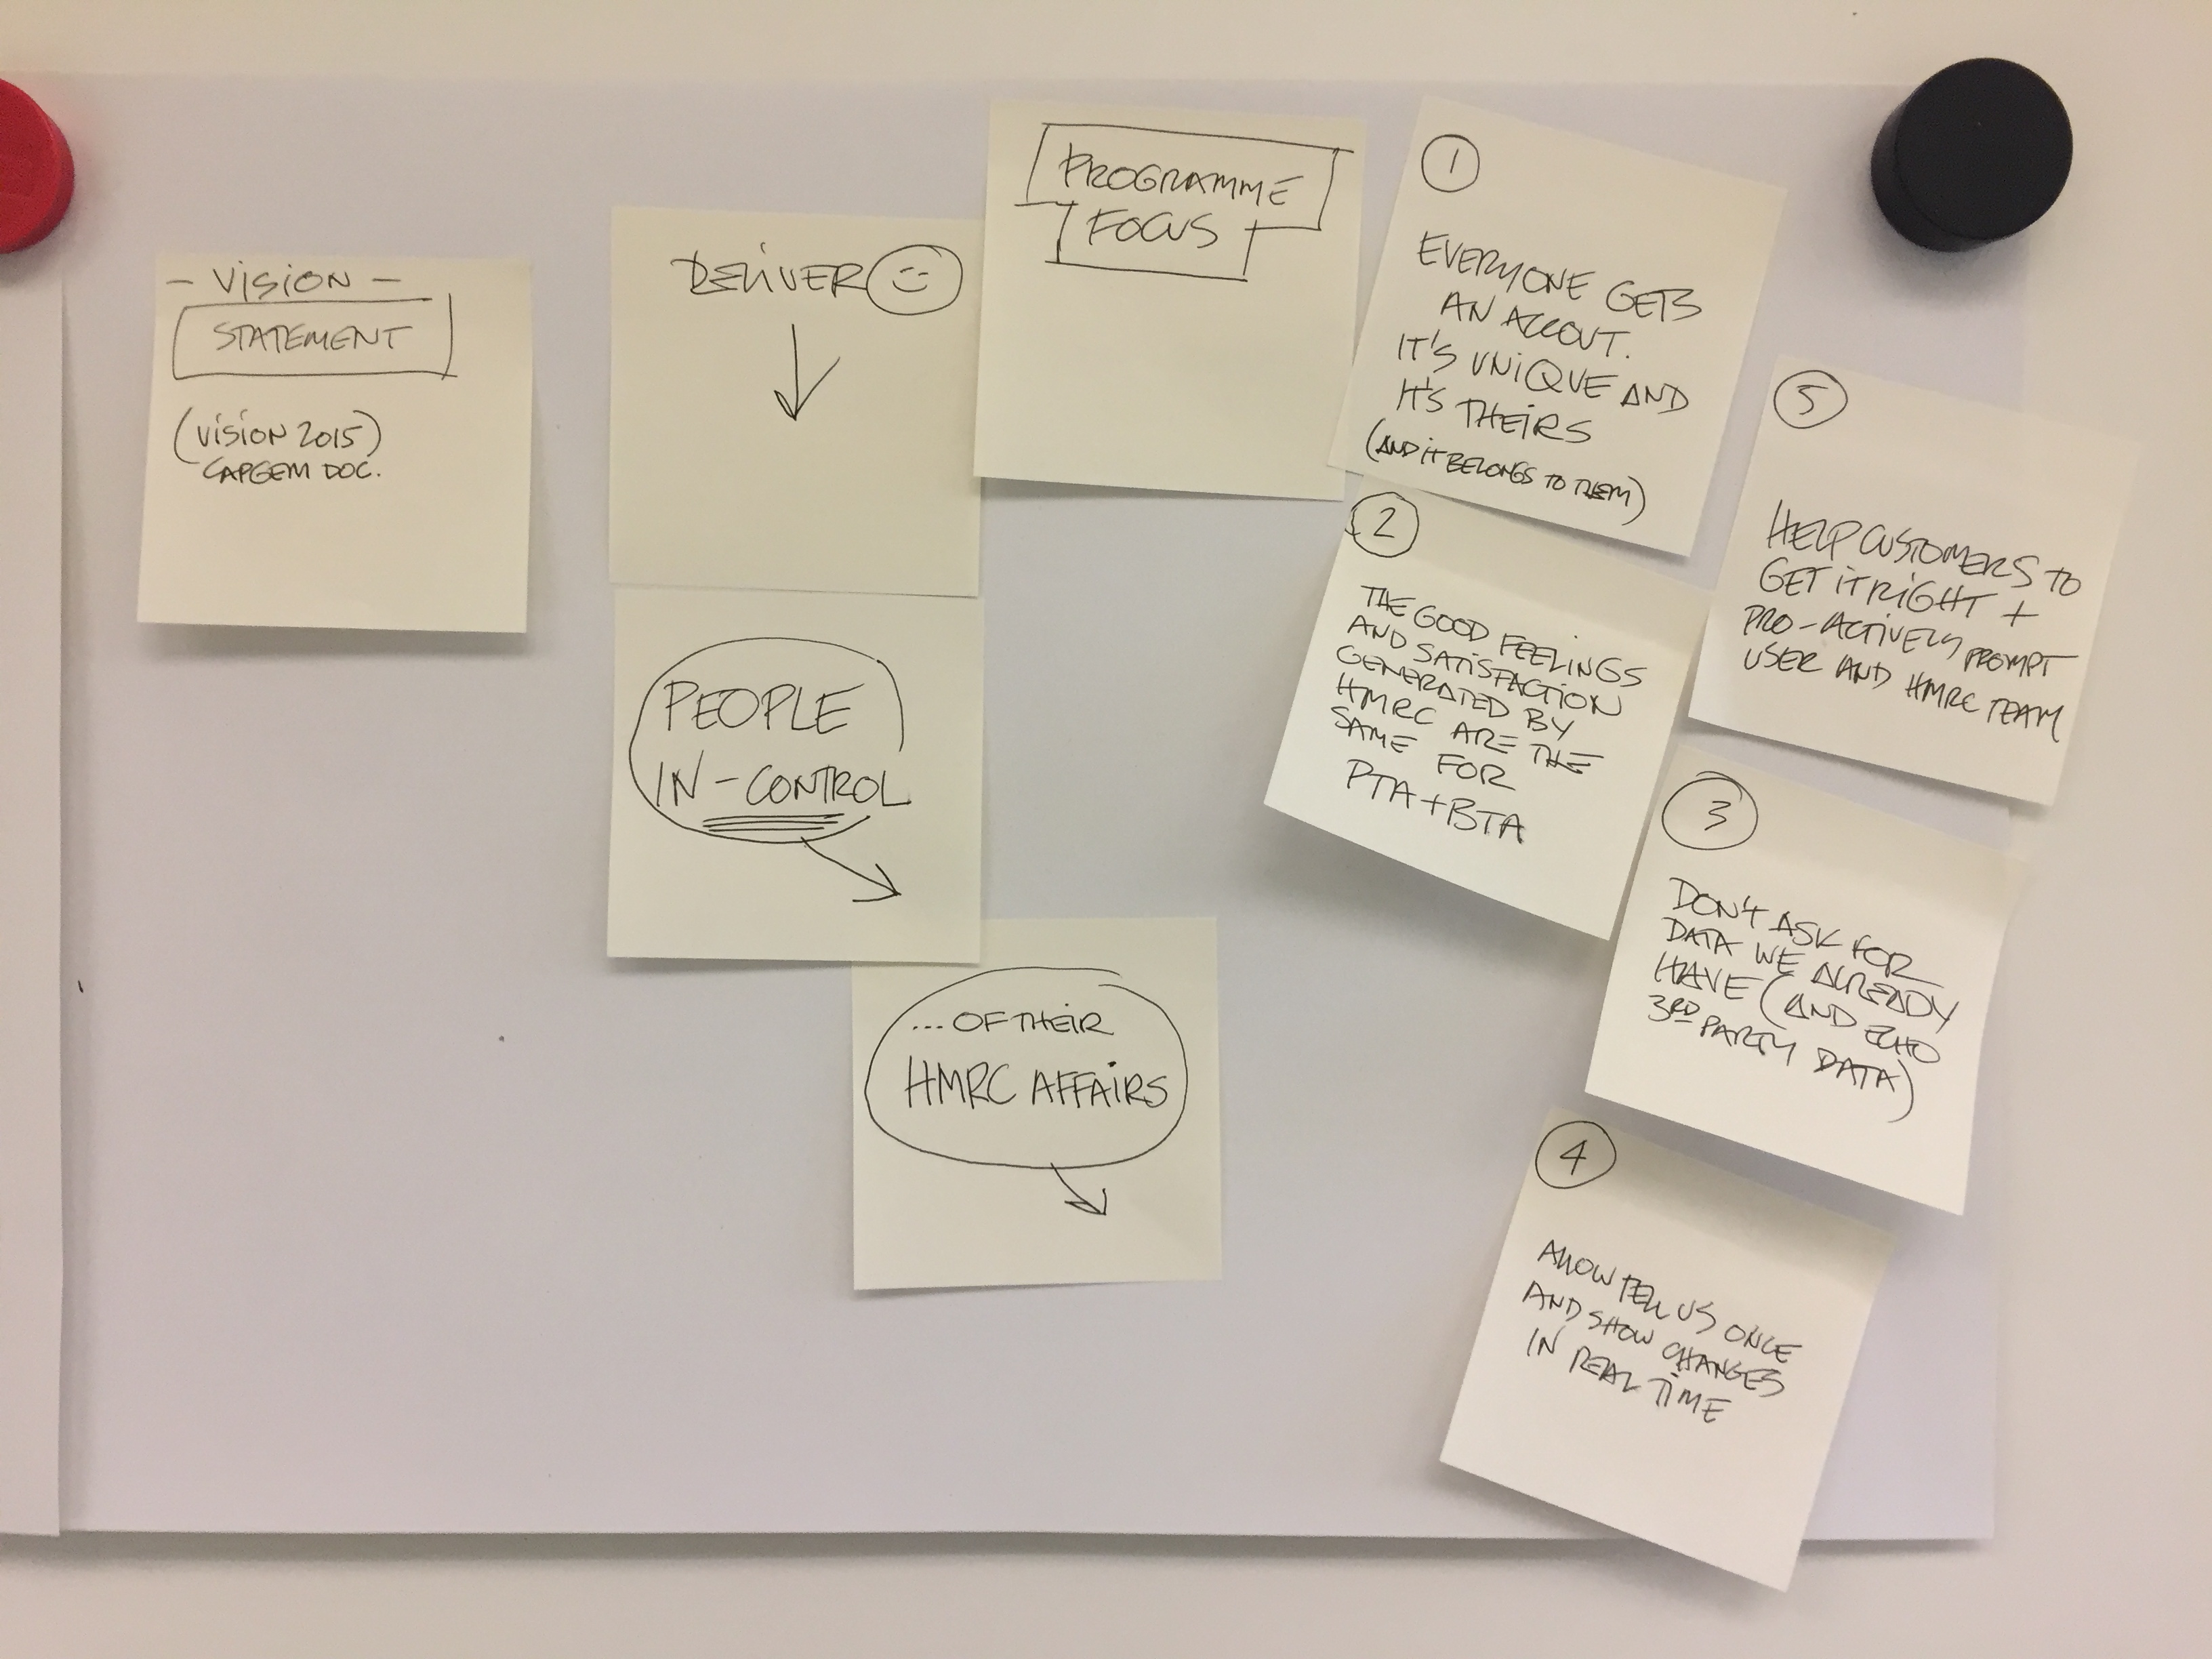 - VISION -
STATEMENT
(VISION 2015)
CAPGEM DOC.
DELIVER
PEOPLE
IN-CONTROL
... OF THEIR
HMRC AFFAIRS
PROGRAMME
FOCUS
1
EVERYONE GETS
AN ACCOUT.
IT'S UNIQUE AND
IT'S THEIRS
(AND IT BELONGS TO THEM)
2
THE GOOD FEELINGS
AND SATISFACTION
GENERATED BY
HMRC ARE THE
SAME FOR
PTA + BTA
3
DON'T ASK FOR
DATA WE ALREADY
HAVE (AND ECHO
3RD PARTY DATA)
4
ALLOW TELL US ONCE
AND SHOW CHANGES
IN REAL TIME
5
HELP CUSTOMERS TO
GET IT RIGHT +
PRO-ACTIVELY PROMPT
USER AND HMRC TEAM